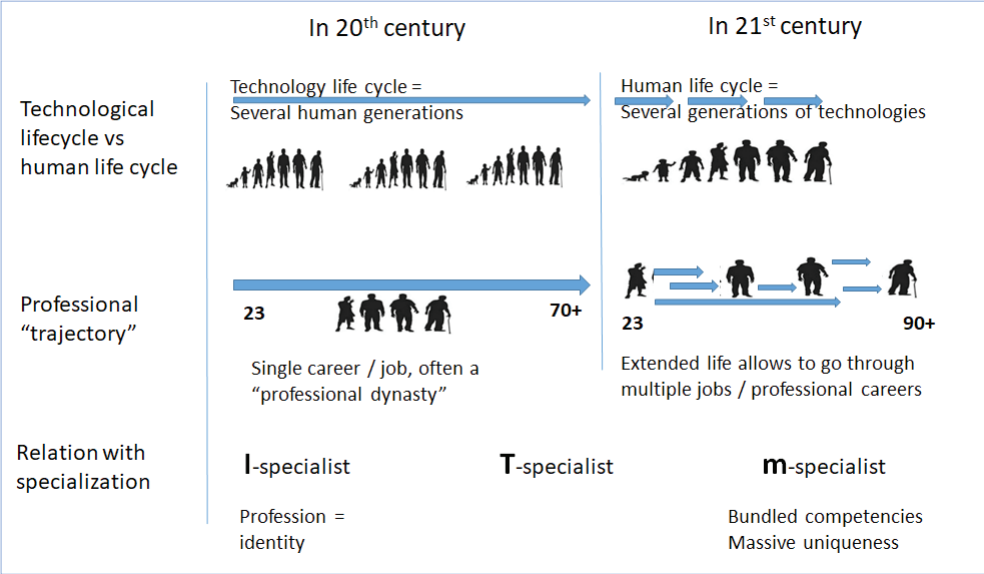 In 20th century
In 21st century
Technological
lifecycle vs
human life cycle
Technology life cycle =
Several human generations
Human life cycle =
Several generations of technologies
Professional
“trajectory”
23
70+
Single career / job, often a
“professional dynasty”
23
90+
Extended life allows to go through
multiple jobs / professional careers
Relation with
specialization
I-specialist
T-specialist
m-specialist
Profession =
identity
Bundled competencies
Massive uniqueness